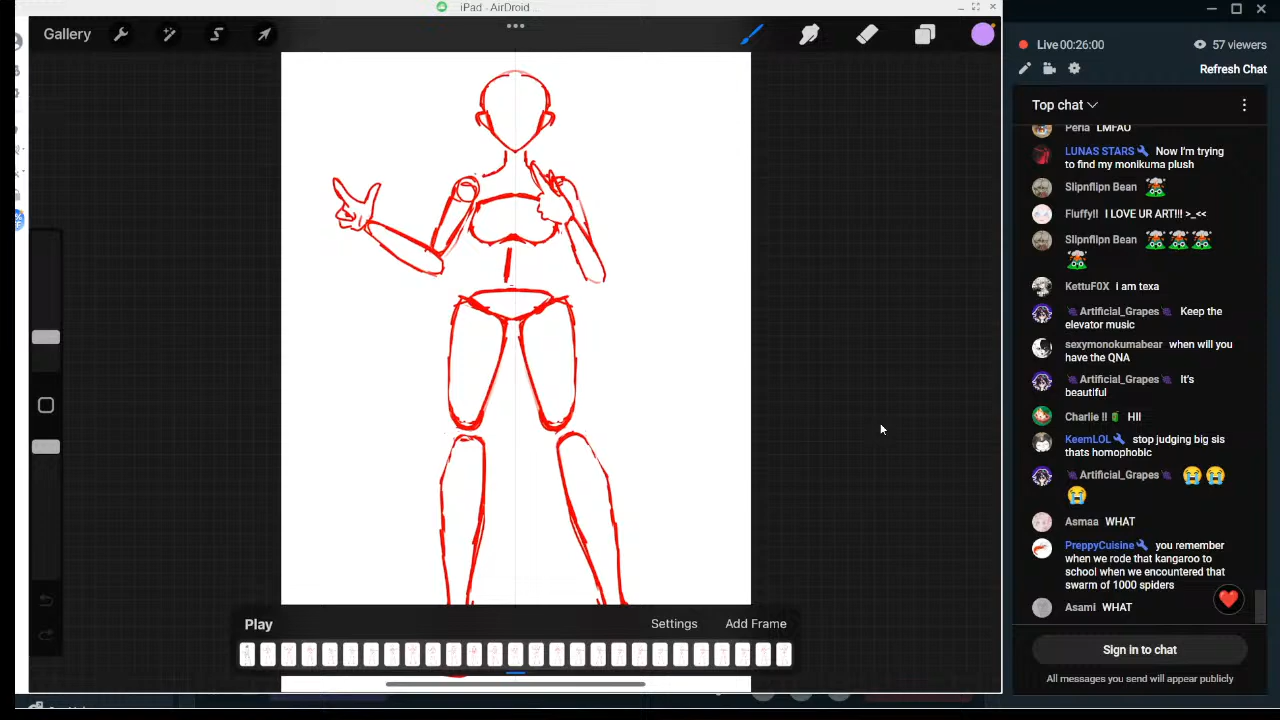 iPad - AirDroid
Gallery
Live 00:26:00
57 viewers
Refresh Chat
Top chat
Perla LMFAO
LUNAS STARS Now I'm trying
to find my monikuma plush
Slipnflipn Bean
Fluffy!! I LOVE UR ART!!! >_<<
Slipnflipn Bean
KettuF0X i am texa
Artificial_Grapes Keep the
elevator music
sexymonokumabear when will you
have the QNA
Artificial_Grapes It's
beautiful
Charlie !! HII
KeemLOL stop judging big sis
thats homophobic
Artificial_Grapes
Asmaa WHAT
PreppyCuisine you remember
when we rode that kangaroo to
school when we encountered that
swarm of 1000 spiders
Asami WHAT
Play
Settings
Add Frame
Sign in to chat
All messages you send will appear publicly